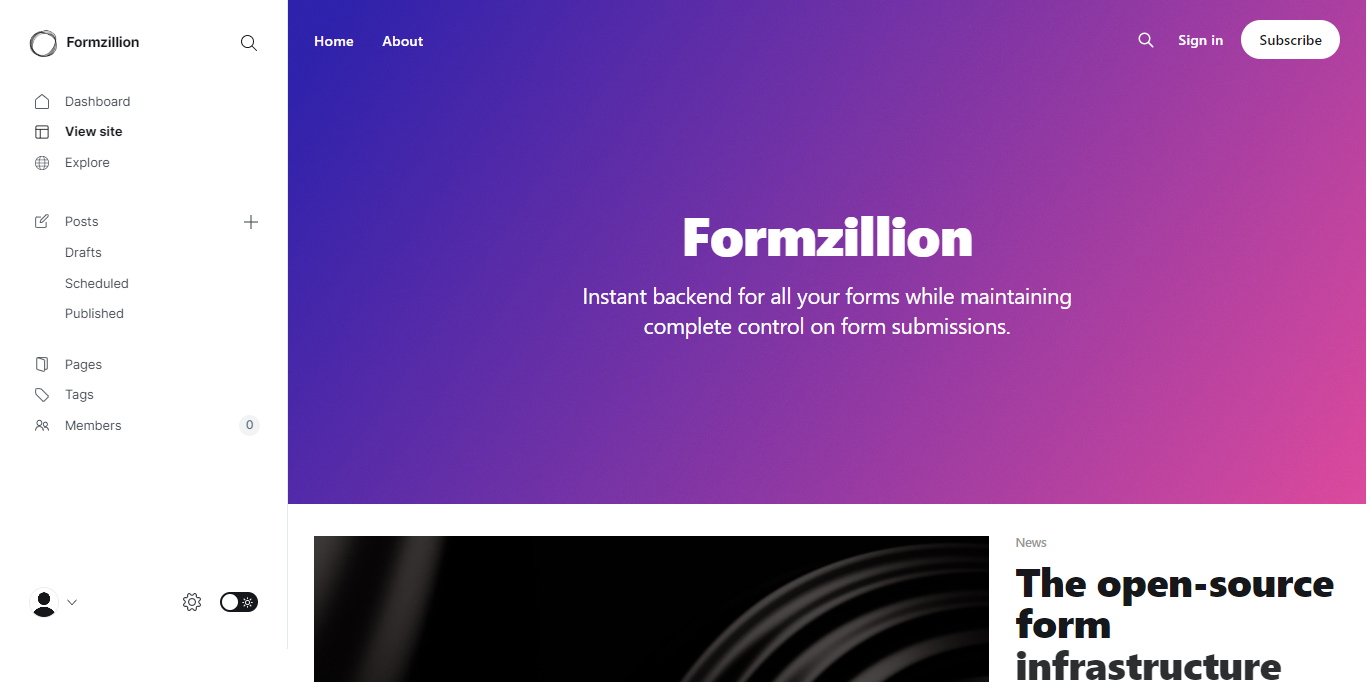 Formzillion
Dashboard
View site
Explore
Posts
Drafts
Scheduled
Published
Pages
Tags
Members 0
Home About Sign in Subscribe
Formzillion
Instant backend for all your forms while maintaining
complete control on form submissions.
News
The open-source
form
infrastructure